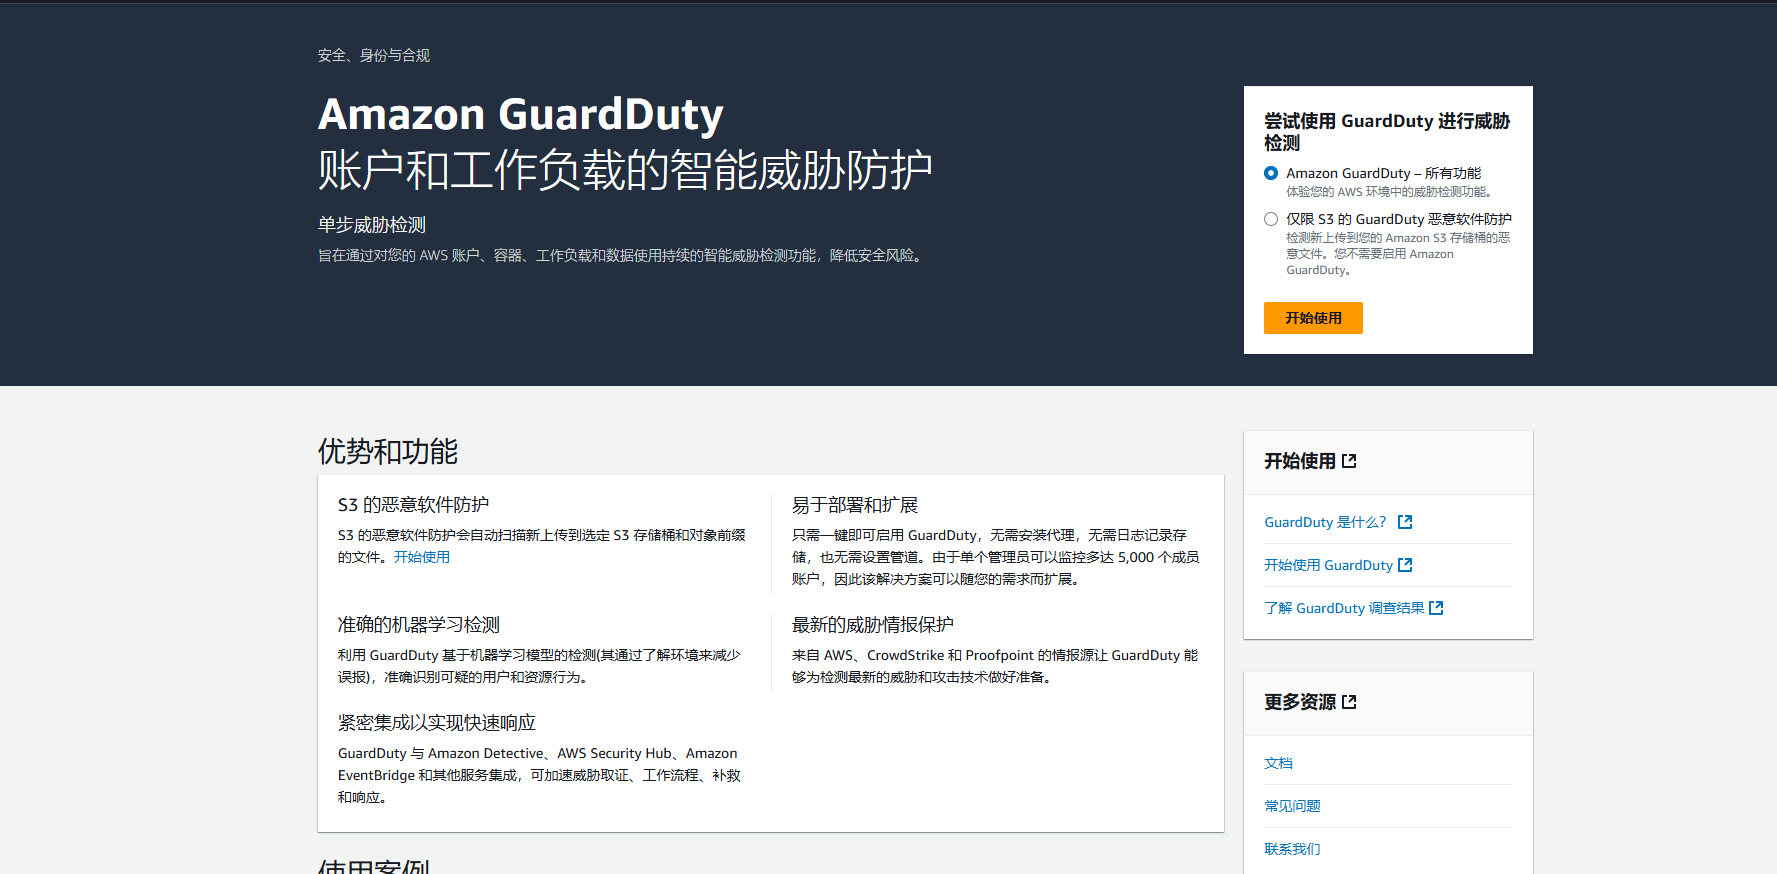 安全、身份与合规
Amazon GuardDuty
账户和工作负载的智能威胁防护
单步威胁检测
旨在通过对您的 AWS 账户、容器、工作负载和数据使用持续的智能威胁检测功能，降低安全风险。
尝试使用 GuardDuty 进行威胁
检测
Amazon GuardDuty – 所有功能
体验您的 AWS 环境中的威胁检测功能。
仅限 S3 的 GuardDuty 恶意软件防护
检测新上传到您的 Amazon S3 存储桶的恶
意文件。您不需要启用 Amazon
GuardDuty。
开始使用
优势和功能
S3 的恶意软件防护
S3 的恶意软件防护会自动扫描新上传到选定 S3 存储桶和对象前缀
的文件。开始使用
易于部署和扩展
只需一键即可启用 GuardDuty，无需安装代理，无需日志记录存
储，也无需设置管道。由于单个管理员可以监控多达 5,000 个成员
账户，因此该解决方案可以随您的需求而扩展。
准确的机器学习检测
利用 GuardDuty 基于机器学习模型的检测(其通过了解环境来减少
误报)，准确识别可疑的用户和资源行为。
最新的威胁情报保护
来自 AWS、CrowdStrike 和 Proofpoint 的情报源让 GuardDuty 能
够为检测最新的威胁和攻击技术做好准备。
紧密集成以实现快速响应
GuardDuty 与 Amazon Detective、AWS Security Hub、Amazon
EventBridge 和其他服务集成，可加速威胁取证、工作流程、补救
和响应。
使用案例
开始使用
GuardDuty 是什么？
开始使用 GuardDuty
了解 GuardDuty 调查结果
更多资源
文档
常见问题
联系我们